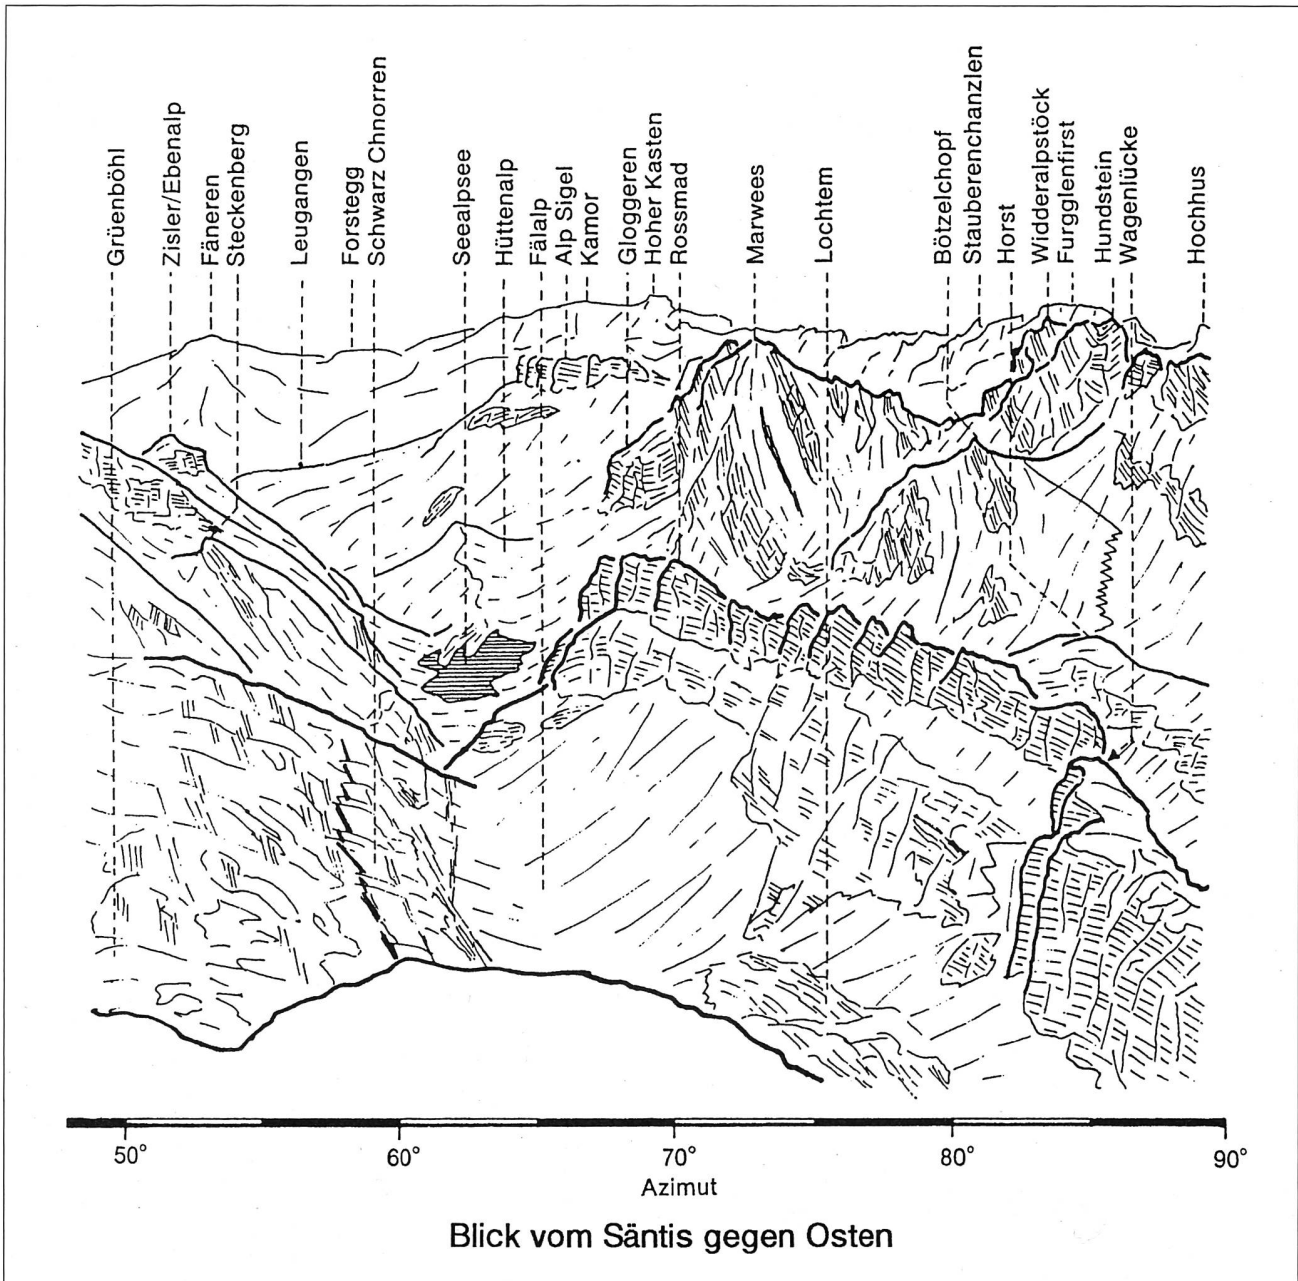 Grüenböhl
Zisler/Ebenalp
Fäneren
Steckenberg
Leugangen
Forstegg
Schwarz Chnorren
Seealpsee
Hüttenalp
Fälalp
Alp Sigel
Kamor
Gloggeren
Hoher Kasten
Rossmad
Marwees
Lochtem
Bötzelchopf
Stauberenchanzlen
Horst
Widderalpstöck
Furgglenfirst
Hundstein
Wagenlücke
Hochhus
50° 60° 70° 80° 90°
Azimut
Blick vom Säntis gegen Osten